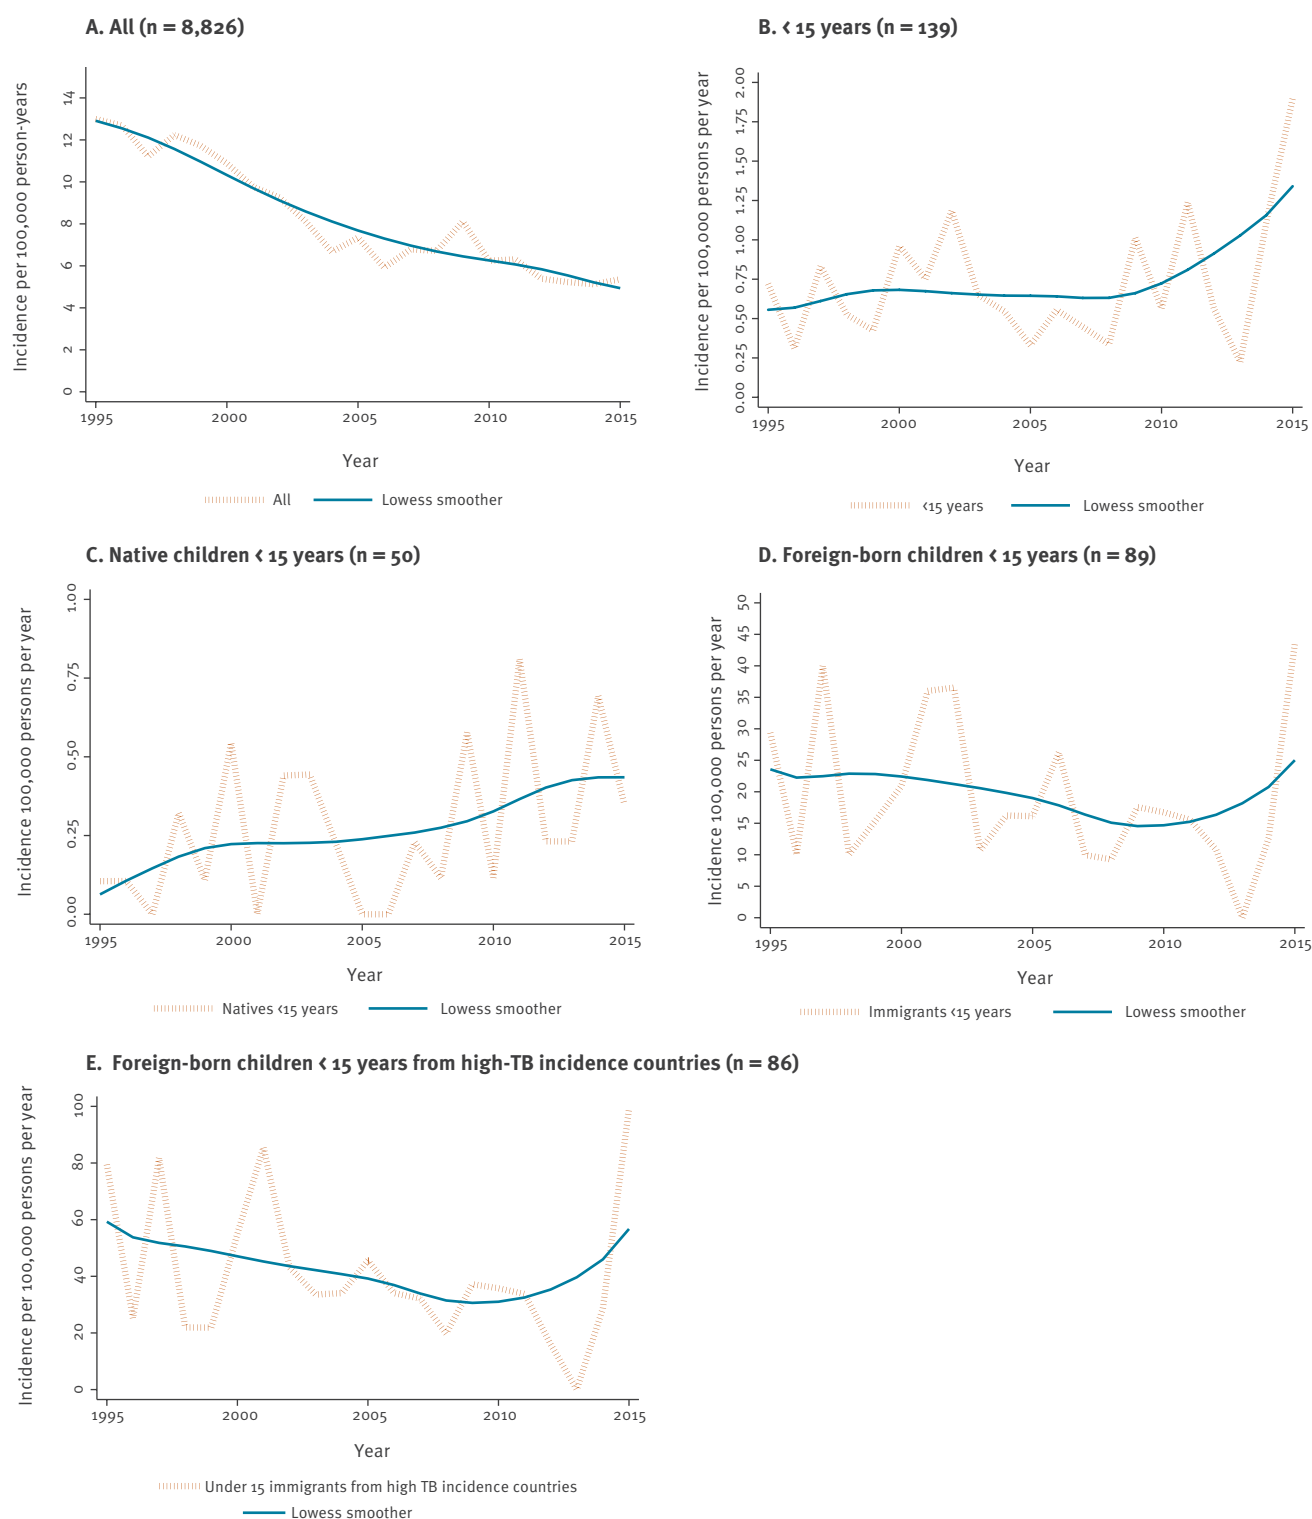 A. All (n = 8,826)
Incidence per 100,000 person-years
14
12
10
8
6
4
2
0
1995 2000 2005 2010 2015
Year
All Lowess smoother
B. < 15 years (n = 139)
Incidence per 100,000 persons per year
2.00
1.75
1.50
1.25
1.00
0.75
0.50
0.25
0.00
1995 2000 2005 2010 2015
Year
<15 years Lowess smoother
C. Native children < 15 years (n = 50)
Incidence 100,000 persons per year
1.00
0.75
0.50
0.25
0.00
1995 2000 2005 2010 2015
Year
Natives <15 years Lowess smoother
D. Foreign-born children < 15 years (n = 89)
Incidence 100,000 persons per year
50
45
40
35
30
25
20
15
10
5
0
1995 2000 2005 2010 2015
Year
Immigrants <15 years Lowess smoother
E. Foreign-born children < 15 years from high-TB incidence countries (n = 86)
Incidence per 100,000 persons per year
100
80
60
40
20
0
1995 2000 2005 2010 2015
Year
Under 15 immigrants from high TB incidence countries
Lowess smoother